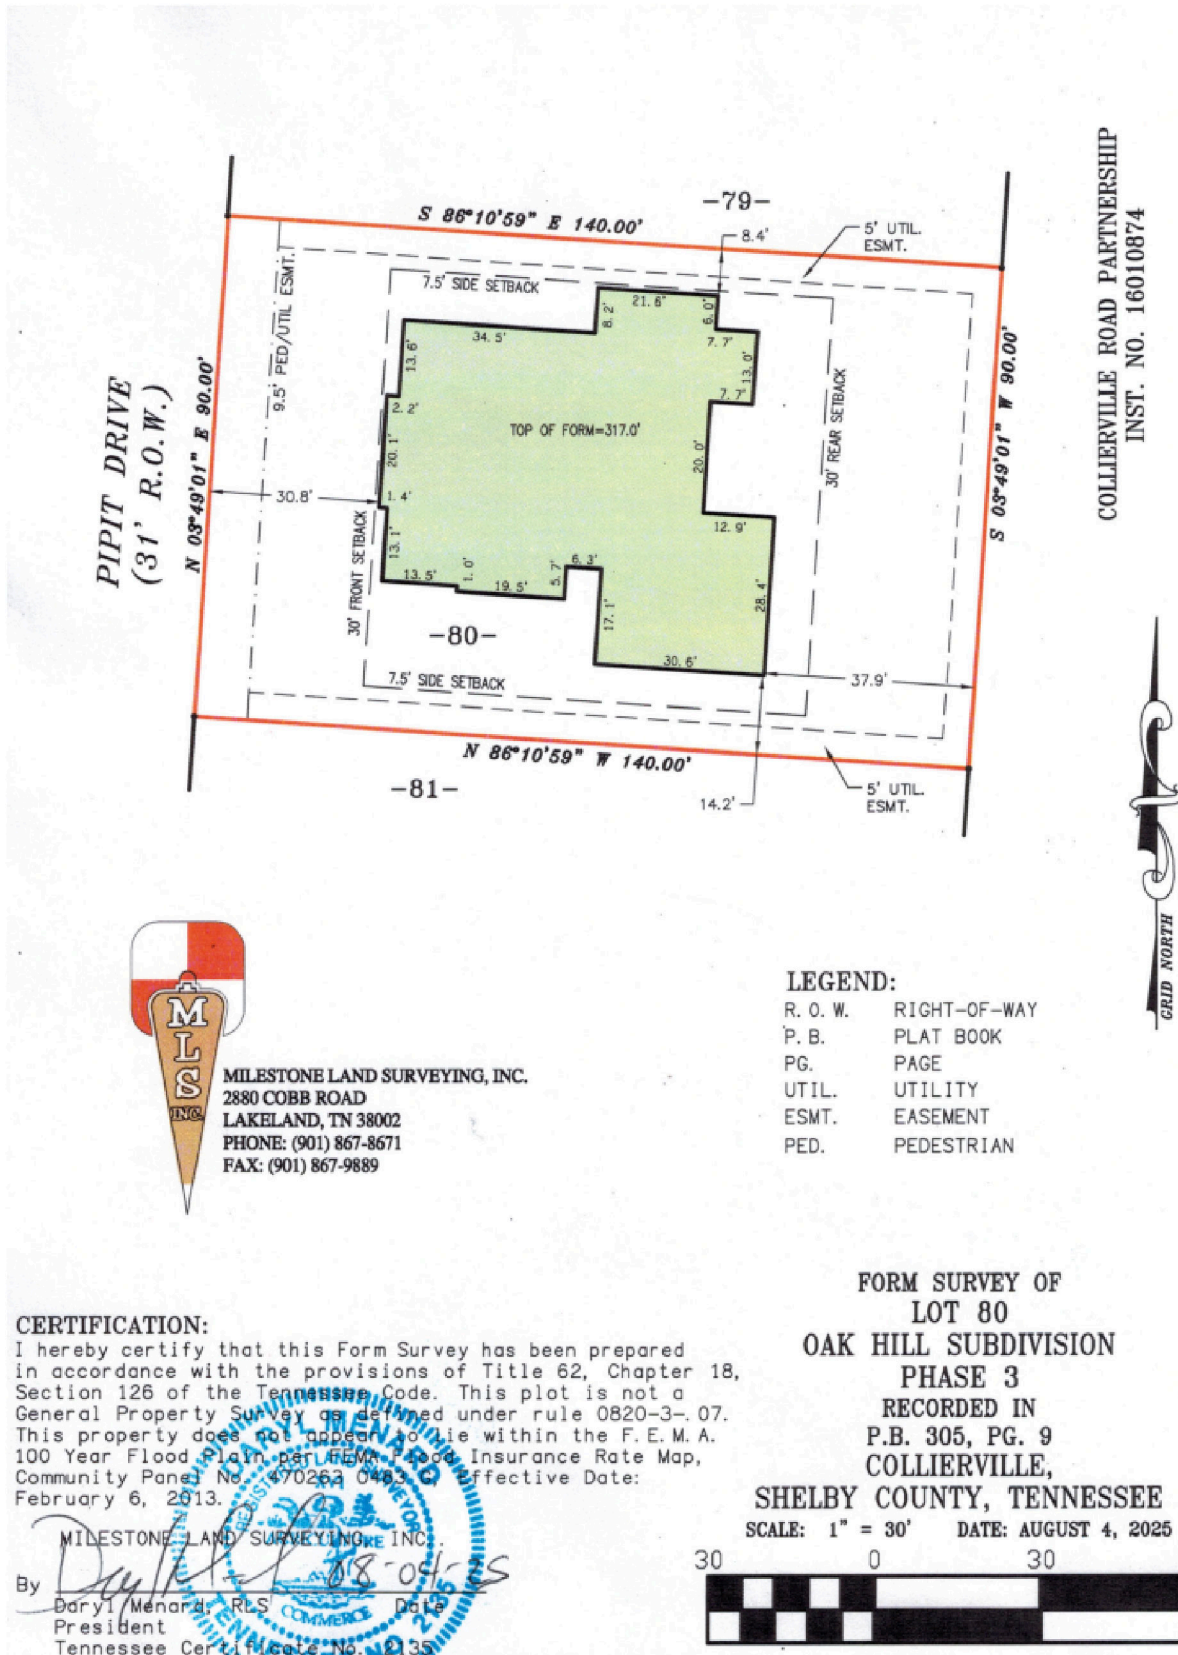 S 86°10'59" E 140.00'
-79-
8.4'
5' UTIL.
ESMT.
COLLIERVILLE ROAD PARTNERSHIP
INST. NO. 16010874
7.5' SIDE SETBACK
9.5' PED/UTIL ESMT.
21.6'
8.2'
6.0'
34.5'
7.7'
13.6'
13.0'
7.7'
2.2'
PIPIT DRIVE
(31' R.O.W.)
N 03°49'01" E 90.00'
TOP OF FORM=317.0'
20.1'
20.0'
30' REAR SETBACK
S 03°49'01" W 90.00'
30.8'
1.4'
12.9'
13.1'
30' FRONT SETBACK
13.5'
1.0'
19.5'
5.7'
6.3'
28.4'
17.1'
-80-
30.6'
37.9'
7.5' SIDE SETBACK
N 86°10'59" W 140.00'
-81-
14.2'
5' UTIL.
ESMT.
GRID NORTH
MLS
INC.
MILESTONE LAND SURVEYING, INC.
2880 COBB ROAD
LAKELAND, TN 38002
PHONE: (901) 867-8671
FAX: (901) 867-9889
LEGEND:
R.O.W. RIGHT-OF-WAY
P.B. PLAT BOOK
PG. PAGE
UTIL. UTILITY
ESMT. EASEMENT
PED. PEDESTRIAN
FORM SURVEY OF
LOT 80
OAK HILL SUBDIVISION
PHASE 3
RECORDED IN
P.B. 305, PG. 9
COLLIERVILLE,
SHELBY COUNTY, TENNESSEE
SCALE: 1" = 30' DATE: AUGUST 4, 2025
30 0 30
CERTIFICATION:
I hereby certify that this Form Survey has been prepared
in accordance with the provisions of Title 62, Chapter 18,
Section 126 of the Tennessee Code. This plot is not a
General Property Survey as defined under rule 0820-3-.07.
This property does not appear to lie within the F.E.M.A.
100 Year Flood Plain per FEMA Flood Insurance Rate Map,
Community Panel No. 470263 0483 G, Effective Date:
February 6, 2013.
MILESTONE LAND SURVEYING, INC.
By 08-04-25
Daryl Menard, RLS Date
President
Tennessee Certificate No. 2135
DARYL MENARD
REGISTERED LAND SURVEYOR
COMMERCE
2135